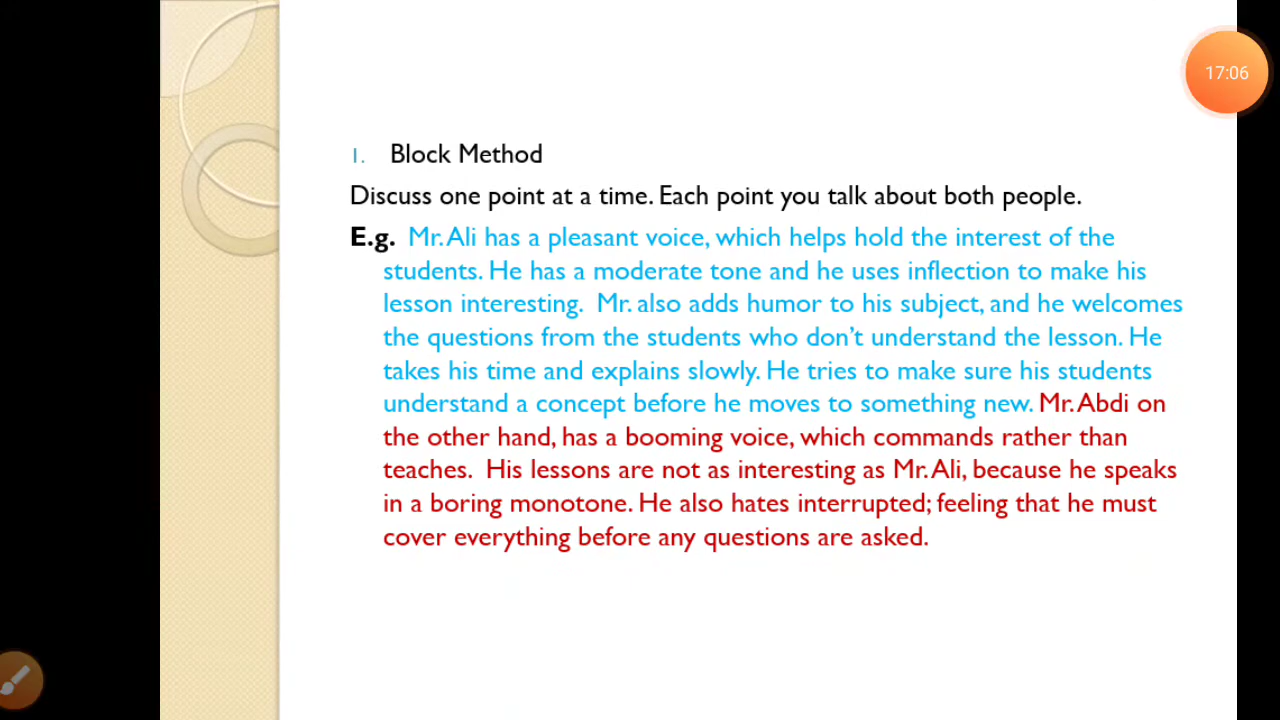 17:06
1. Block Method
Discuss one point at a time. Each point you talk about both people.
E.g. Mr. Ali has a pleasant voice, which helps hold the interest of the
students. He has a moderate tone and he uses inflection to make his
lesson interesting. Mr. also adds humor to his subject, and he welcomes
the questions from the students who don’t understand the lesson. He
takes his time and explains slowly. He tries to make sure his students
understand a concept before he moves to something new. Mr. Abdi on
the other hand, has a booming voice, which commands rather than
teaches. His lessons are not as interesting as Mr. Ali, because he speaks
in a boring monotone. He also hates interrupted; feeling that he must
cover everything before any questions are asked.